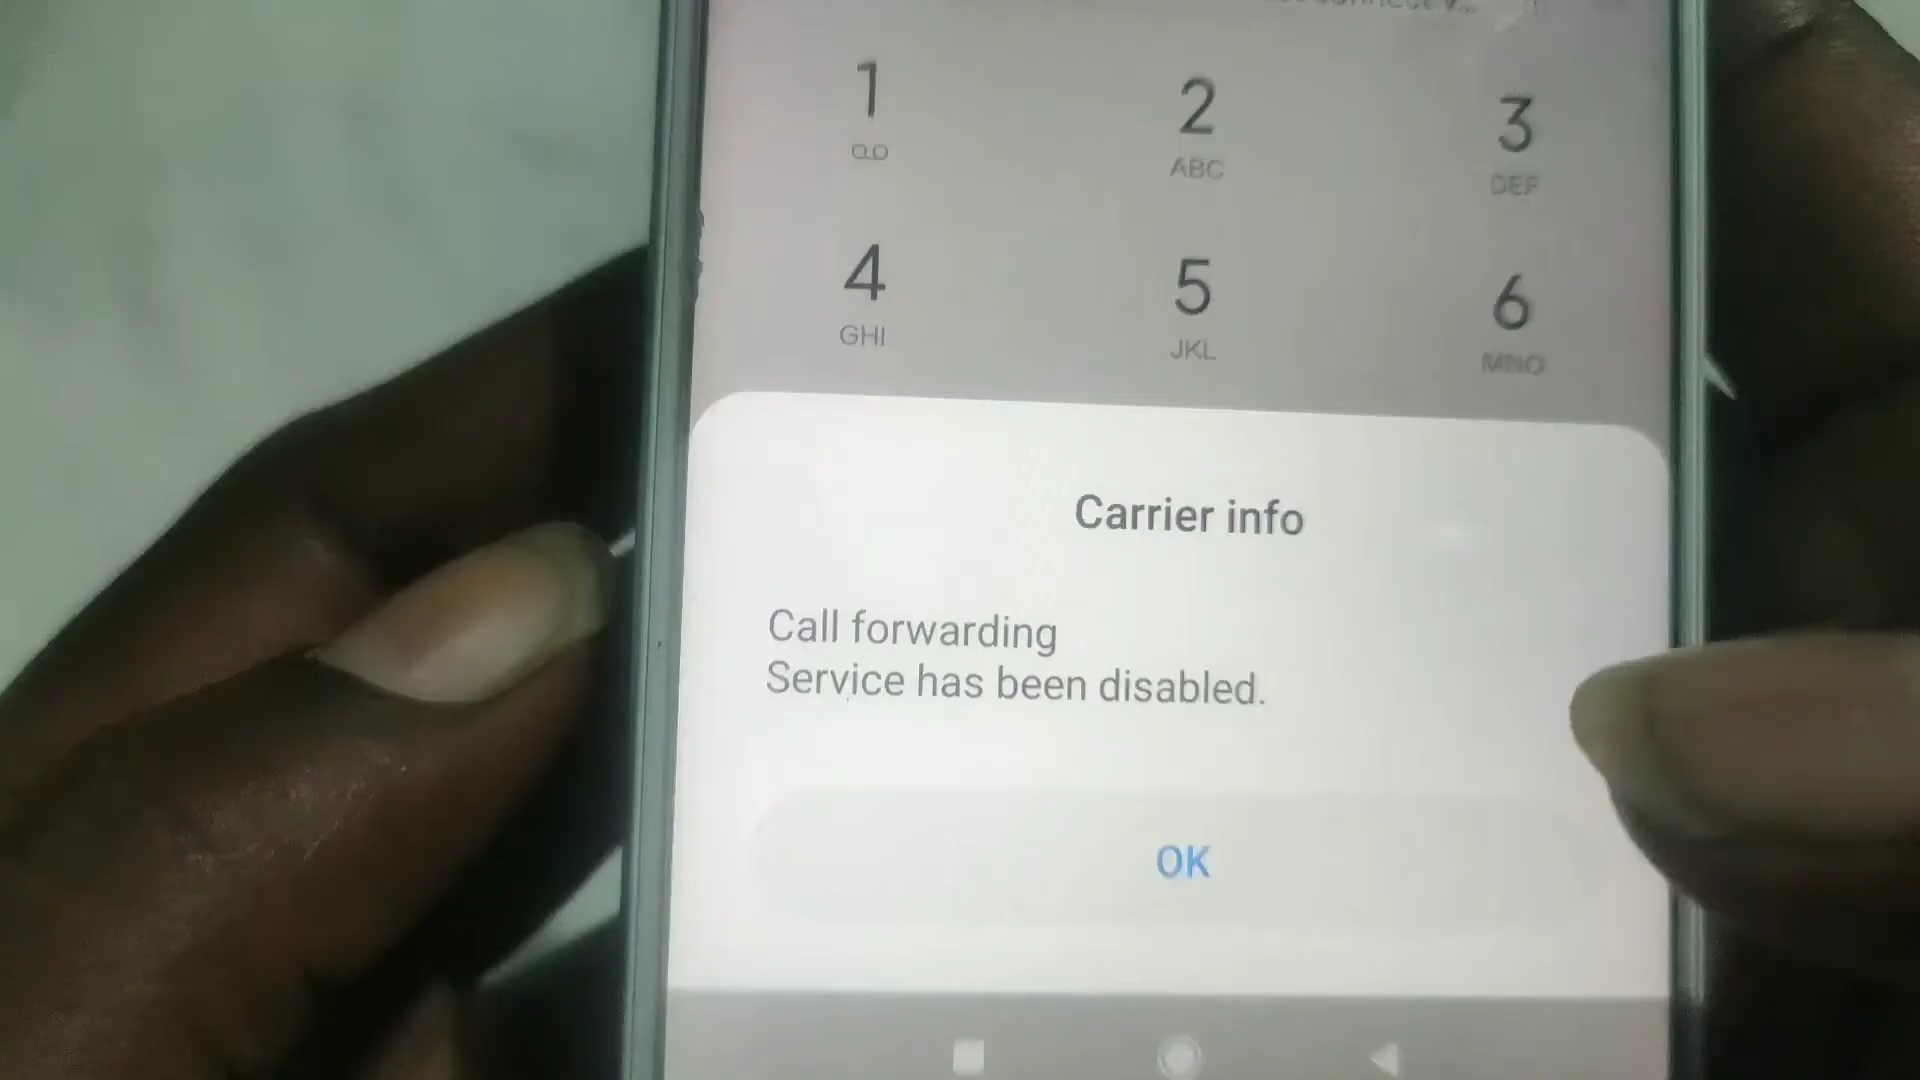 1
2
3
ABC
DEF
4
5
6
GHI
JKL
MNO
Carrier info
Call forwarding
Service has been disabled.
OK